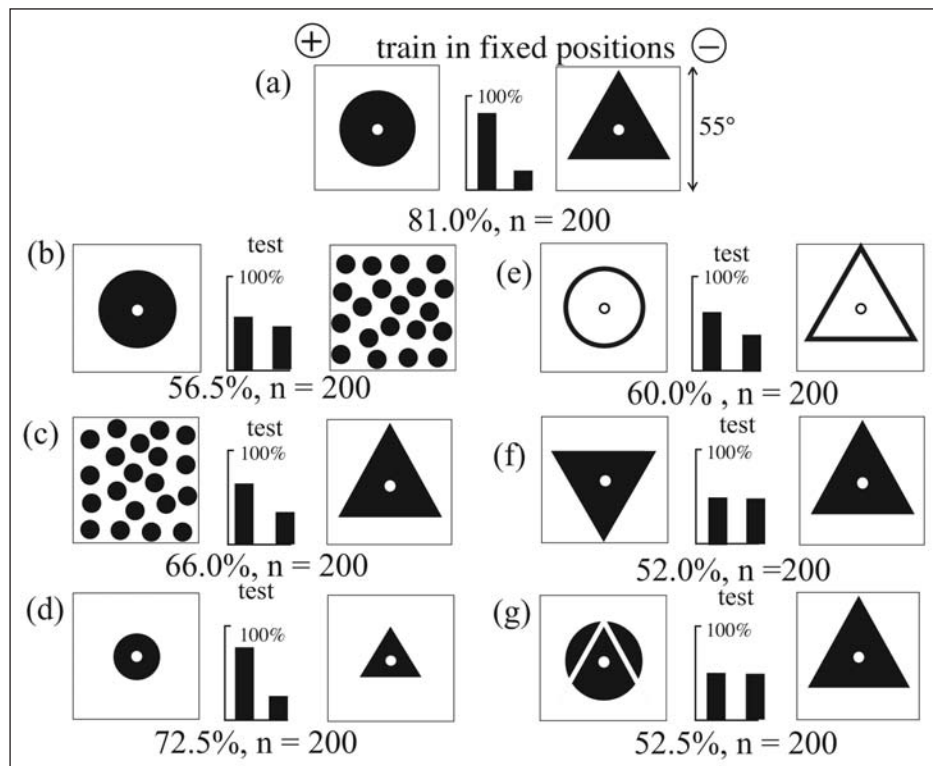 + train in fixed positions −
(a)
100%
55°
81.0%, n = 200
(b)
test
100%
56.5%, n = 200
(e)
test
100%
60.0% , n = 200
(c)
test
100%
66.0%, n = 200
(f)
test
100%
52.0%, n =200
(d)
test
100%
72.5%, n = 200
(g)
test
100%
52.5%, n = 200